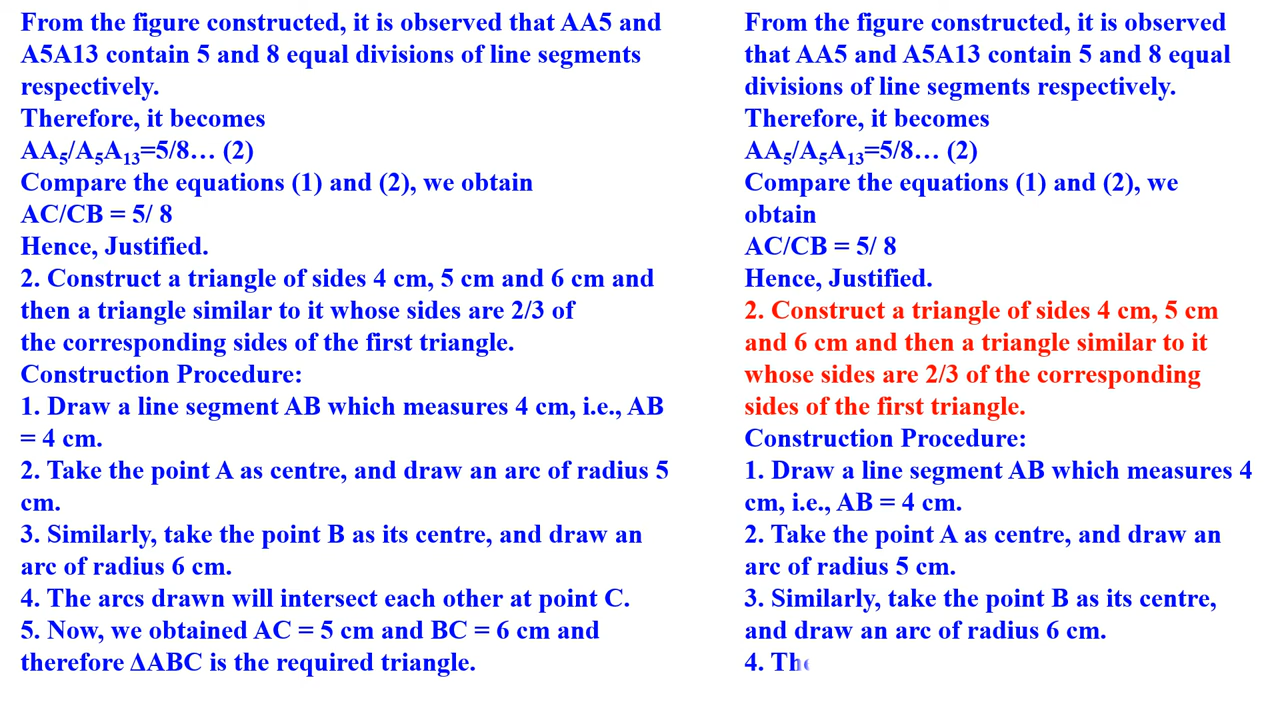 From the figure constructed, it is observed that AA5 and
A5A13 contain 5 and 8 equal divisions of line segments
respectively.
Therefore, it becomes
AA₅/A₅A₁₃=5/8… (2)
Compare the equations (1) and (2), we obtain
AC/CB = 5/ 8
Hence, Justified.
2. Construct a triangle of sides 4 cm, 5 cm and 6 cm and
then a triangle similar to it whose sides are 2/3 of
the corresponding sides of the first triangle.
Construction Procedure:
1. Draw a line segment AB which measures 4 cm, i.e., AB
= 4 cm.
2. Take the point A as centre, and draw an arc of radius 5
cm.
3. Similarly, take the point B as its centre, and draw an
arc of radius 6 cm.
4. The arcs drawn will intersect each other at point C.
5. Now, we obtained AC = 5 cm and BC = 6 cm and
therefore ΔABC is the required triangle.
From the figure constructed, it is observed
that AA5 and A5A13 contain 5 and 8 equal
divisions of line segments respectively.
Therefore, it becomes
AA₅/A₅A₁₃=5/8… (2)
Compare the equations (1) and (2), we
obtain
AC/CB = 5/ 8
Hence, Justified.
2. Construct a triangle of sides 4 cm, 5 cm
and 6 cm and then a triangle similar to it
whose sides are 2/3 of the corresponding
sides of the first triangle.
Construction Procedure:
1. Draw a line segment AB which measures 4
cm, i.e., AB = 4 cm.
2. Take the point A as centre, and draw an
arc of radius 5 cm.
3. Similarly, take the point B as its centre,
and draw an arc of radius 6 cm.
4. The